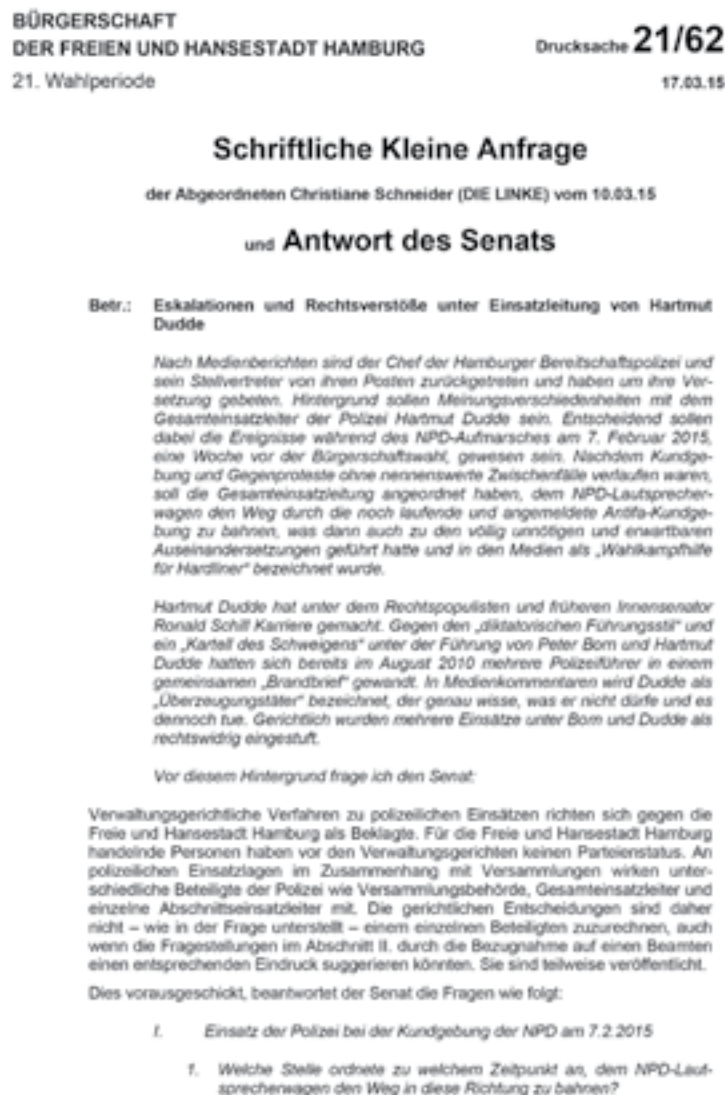 BÜRGERSCHAFT
DER FREIEN UND HANSESTADT HAMBURG
Drucksache 21/62
21. Wahlperiode
17.03.15
Schriftliche Kleine Anfrage
der Abgeordneten Christiane Schneider (DIE LINKE) vom 10.03.15
und Antwort des Senats
Betr.: Eskalationen und Rechtsverstöße unter Einsatzleitung von Hartmut
Dudde
Nach Medienberichten sind der Chef der Hamburger Bereitschaftspolizei und
sein Stellvertreter von ihren Posten zurückgetreten und haben um ihre Ver-
setzung gebeten. Hintergrund sollen Meinungsverschiedenheiten mit dem
Gesamteinsatzleiter der Polizei Hartmut Dudde sein. Entscheidend sollen
dabei die Ereignisse während des NPD-Aufmarsches am 7. Februar 2015,
eine Woche vor der Bürgerschaftswahl, gewesen sein. Nachdem Kundge-
bung und Gegenproteste ohne nennenswerte Zwischenfälle verlaufen waren,
soll die Gesamteinsatzleitung angeordnet haben, dem NPD-Lautsprecher-
wagen den Weg durch die noch laufende und angemeldete Antifa-Kundge-
bung zu bahnen, was dann auch zu den völlig unnötigen und erwartbaren
Auseinandersetzungen geführt hatte und in den Medien als „Wahlkampfhilfe
für Hardliner" bezeichnet wurde.
Hartmut Dudde hat unter dem Rechtspopulisten und früheren Innensenator
Ronald Schill Karriere gemacht. Gegen den „diktatorischen Führungsstil" und
ein „Kartell des Schweigens" unter der Führung von Peter Born und Hartmut
Dudde hatten sich bereits im August 2010 mehrere Polizeiführer in einem
gemeinsamen „Brandbrief" gewandt. In Medienkommentaren wird Dudde als
„Überzeugungstäter" bezeichnet, der genau wisse, was er nicht dürfe und es
dennoch tue. Gerichtlich wurden mehrere Einsätze unter Born und Dudde als
rechtswidrig eingestuft.
Vor diesem Hintergrund frage ich den Senat:
Verwaltungsgerichtliche Verfahren zu polizeilichen Einsätzen richten sich gegen die
Freie und Hansestadt Hamburg als Beklagte. Für die Freie und Hansestadt Hamburg
handelnde Personen haben vor den Verwaltungsgerichten keinen Parteienstatus. An
polizeilichen Einsatzlagen im Zusammenhang mit Versammlungen wirken unter-
schiedliche Beteiligte der Polizei wie Versammlungsbehörde, Gesamteinsatzleiter und
einzelne Abschnittseinsatzleiter mit. Die gerichtlichen Entscheidungen sind daher
nicht – wie in der Frage unterstellt – einem einzelnen Beteiligten zuzurechnen, auch
wenn die Fragestellungen im Abschnitt II. durch die Bezugnahme auf einen Beamten
einen entsprechenden Eindruck suggerieren könnten. Sie sind teilweise veröffentlicht.
Dies vorausgeschickt, beantwortet der Senat die Fragen wie folgt:
I. Einsatz der Polizei bei der Kundgebung der NPD am 7.2.2015
1. Welche Stelle ordnete zu welchem Zeitpunkt an, dem NPD-Laut-
sprecherwagen den Weg in diese Richtung zu bahnen?